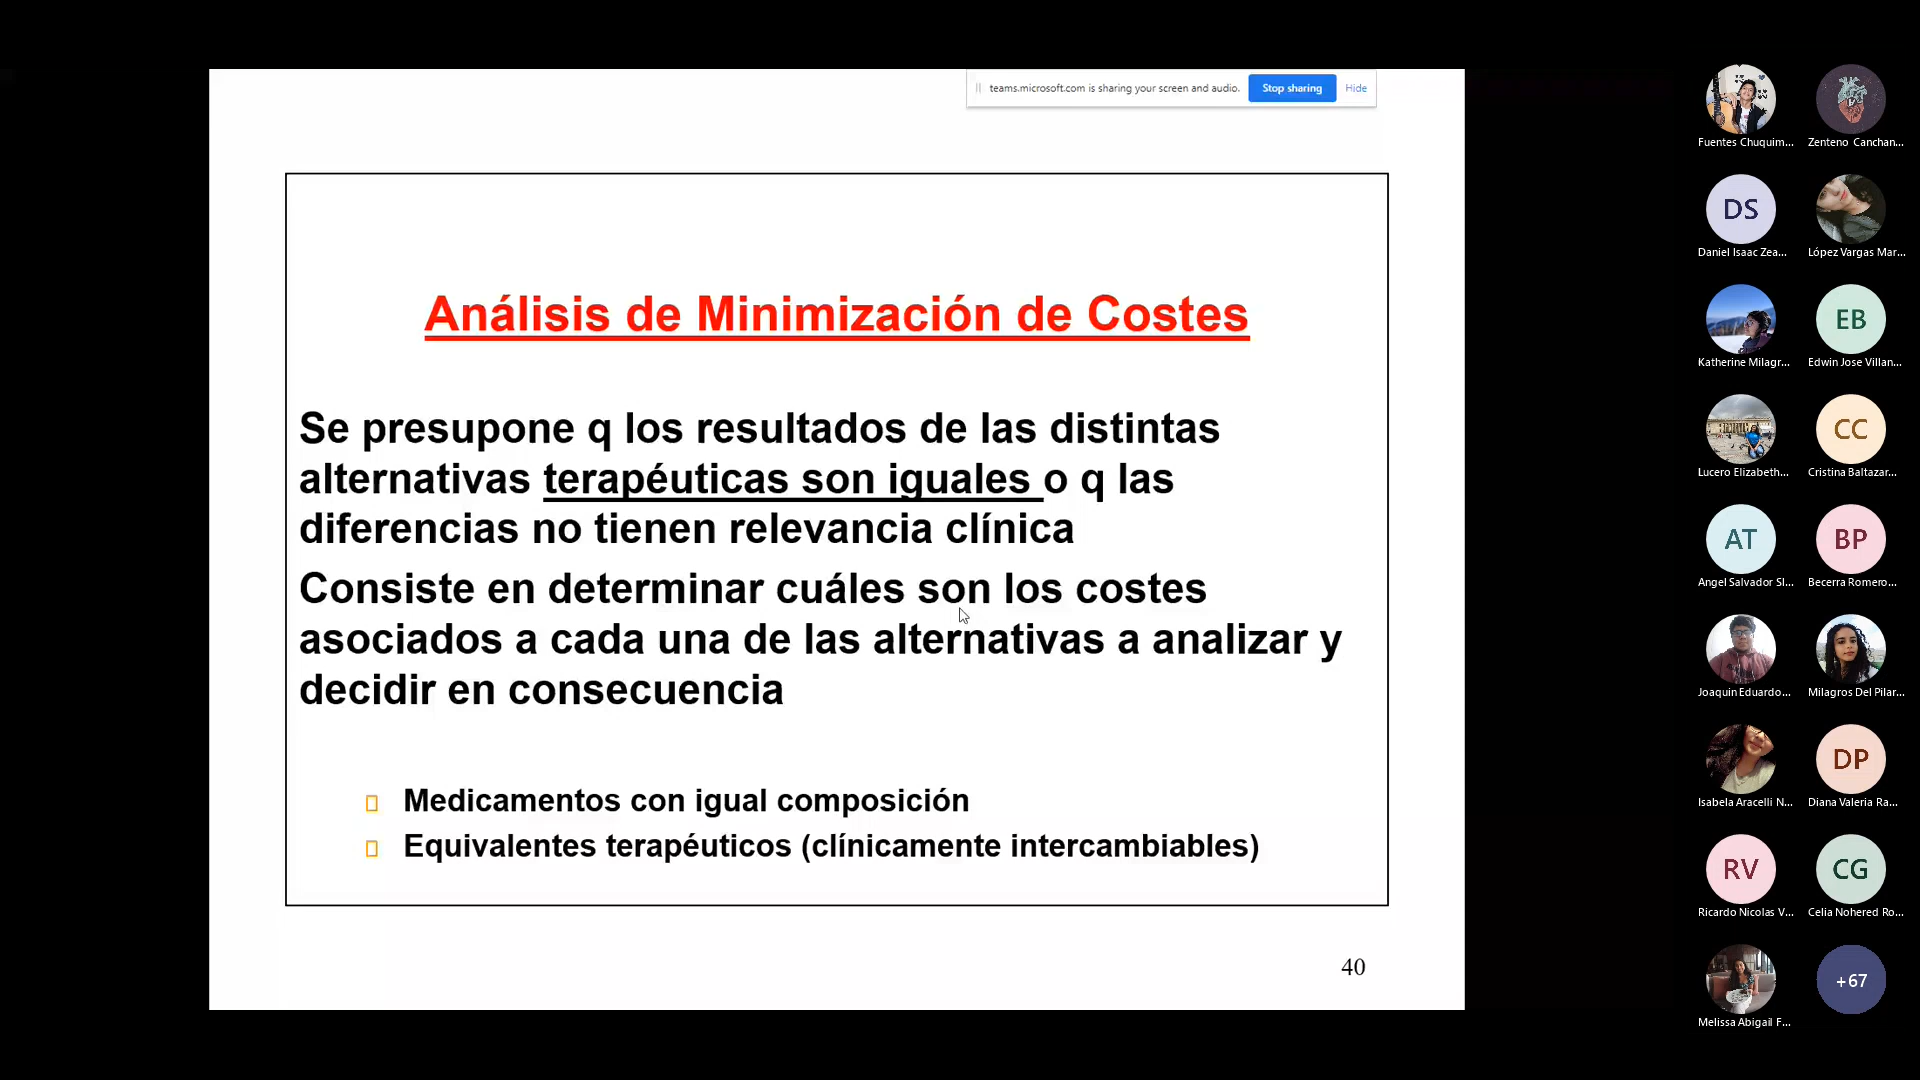 teams.microsoft.com is sharing your screen and audio.
Stop sharing
Hide
Análisis de Minimización de Costes
Se presupone q los resultados de las distintas
alternativas terapéuticas son iguales o q las
diferencias no tienen relevancia clínica
Consiste en determinar cuáles son los costes
asociados a cada una de las alternativas a analizar y
decidir en consecuencia
Medicamentos con igual composición
Equivalentes terapéuticos (clínicamente intercambiables)
40
Fuentes Chuquim...
Zenteno Canchan...
DS
Daniel Isaac Zea...
López Vargas Mar...
Katherine Milagr...
EB
Edwin Jose Villan...
Lucero Elizabeth...
CC
Cristina Baltazar...
AT
Angel Salvador SI...
BP
Becerra Romero...
Joaquin Eduardo...
Milagros Del Pilar...
Isabela Aracelli N...
DP
Diana Valeria Ra...
RV
Ricardo Nicolas V...
CG
Celia Nohered Ro...
Melissa Abigail F...
+67